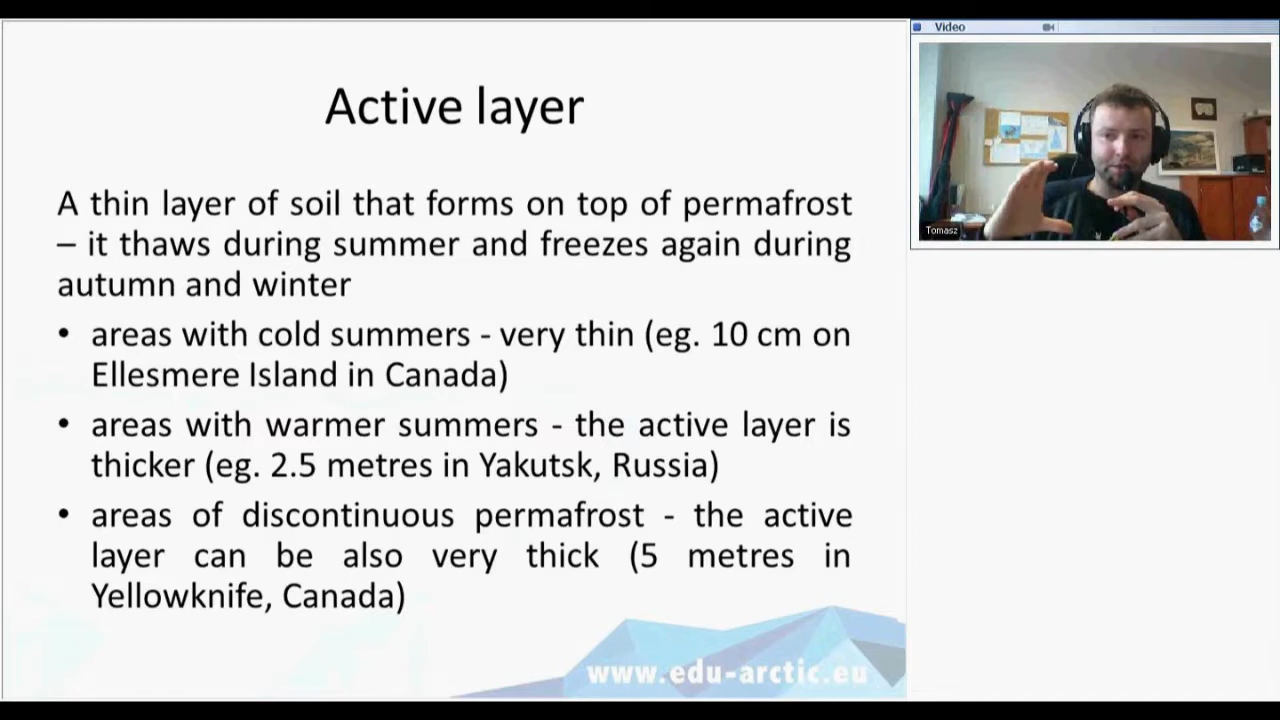 Active layer
A thin layer of soil that forms on top of permafrost
– it thaws during summer and freezes again during
autumn and winter
• areas with cold summers - very thin (eg. 10 cm on
Ellesmere Island in Canada)
• areas with warmer summers - the active layer is
thicker (eg. 2.5 metres in Yakutsk, Russia)
• areas of discontinuous permafrost - the active
layer can be also very thick (5 metres in
Yellowknife, Canada)
www.edu-arctic.eu
Video
Tomasz